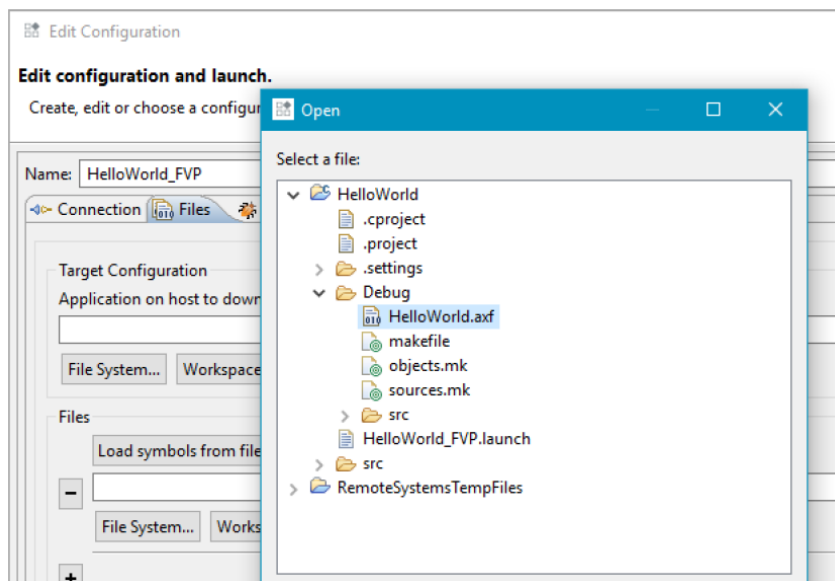 Edit Configuration
Edit configuration and launch.
Create, edit or choose a configur
Open
Select a file:
Name: HelloWorld_FVP
Connection Files
HelloWorld
.cproject
.project
.settings
Debug
HelloWorld.axf
makefile
objects.mk
sources.mk
src
HelloWorld_FVP.launch
src
RemoteSystemsTempFiles
Target Configuration
Application on host to down
File System... Workspace
Files
Load symbols from file
File System... Works